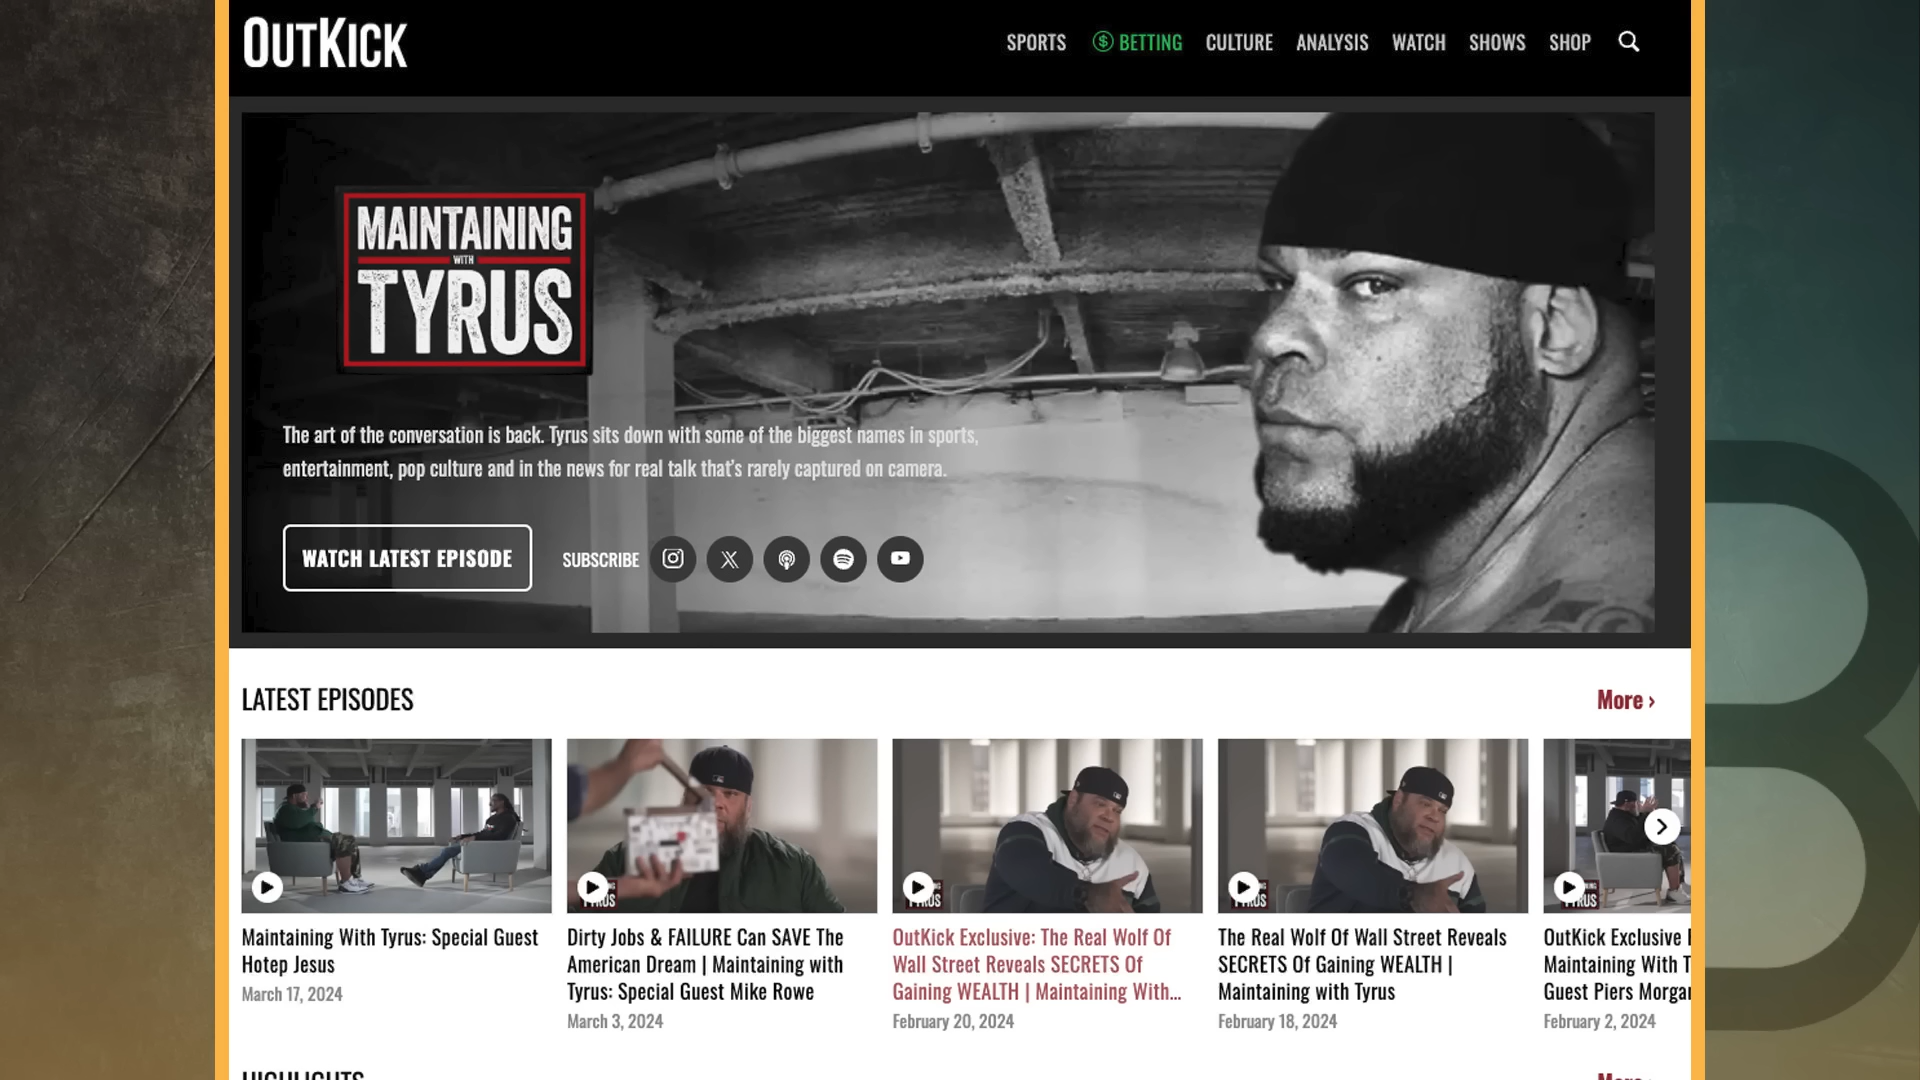 OUTKICK
SPORTS
$ BETTING
CULTURE
ANALYSIS
WATCH
SHOWS
SHOP
MAINTAINING
WITH
TYRUS
The art of the conversation is back. Tyrus sits down with some of the biggest names in sports,
entertainment, pop culture and in the news for real talk that's rarely captured on camera.
WATCH LATEST EPISODE
SUBSCRIBE
LATEST EPISODES
More ›
Maintaining With Tyrus: Special Guest
Hotep Jesus
March 17, 2024
Dirty Jobs & FAILURE Can SAVE The
American Dream | Maintaining with
Tyrus: Special Guest Mike Rowe
March 3, 2024
OutKick Exclusive: The Real Wolf Of
Wall Street Reveals SECRETS Of
Gaining WEALTH | Maintaining With...
February 20, 2024
The Real Wolf Of Wall Street Reveals
SECRETS Of Gaining WEALTH |
Maintaining with Tyrus
February 18, 2024
OutKick Exclusive
Maintaining With T
Guest Piers Morgan
February 2, 2024
HIGHLIGHTS
More ›